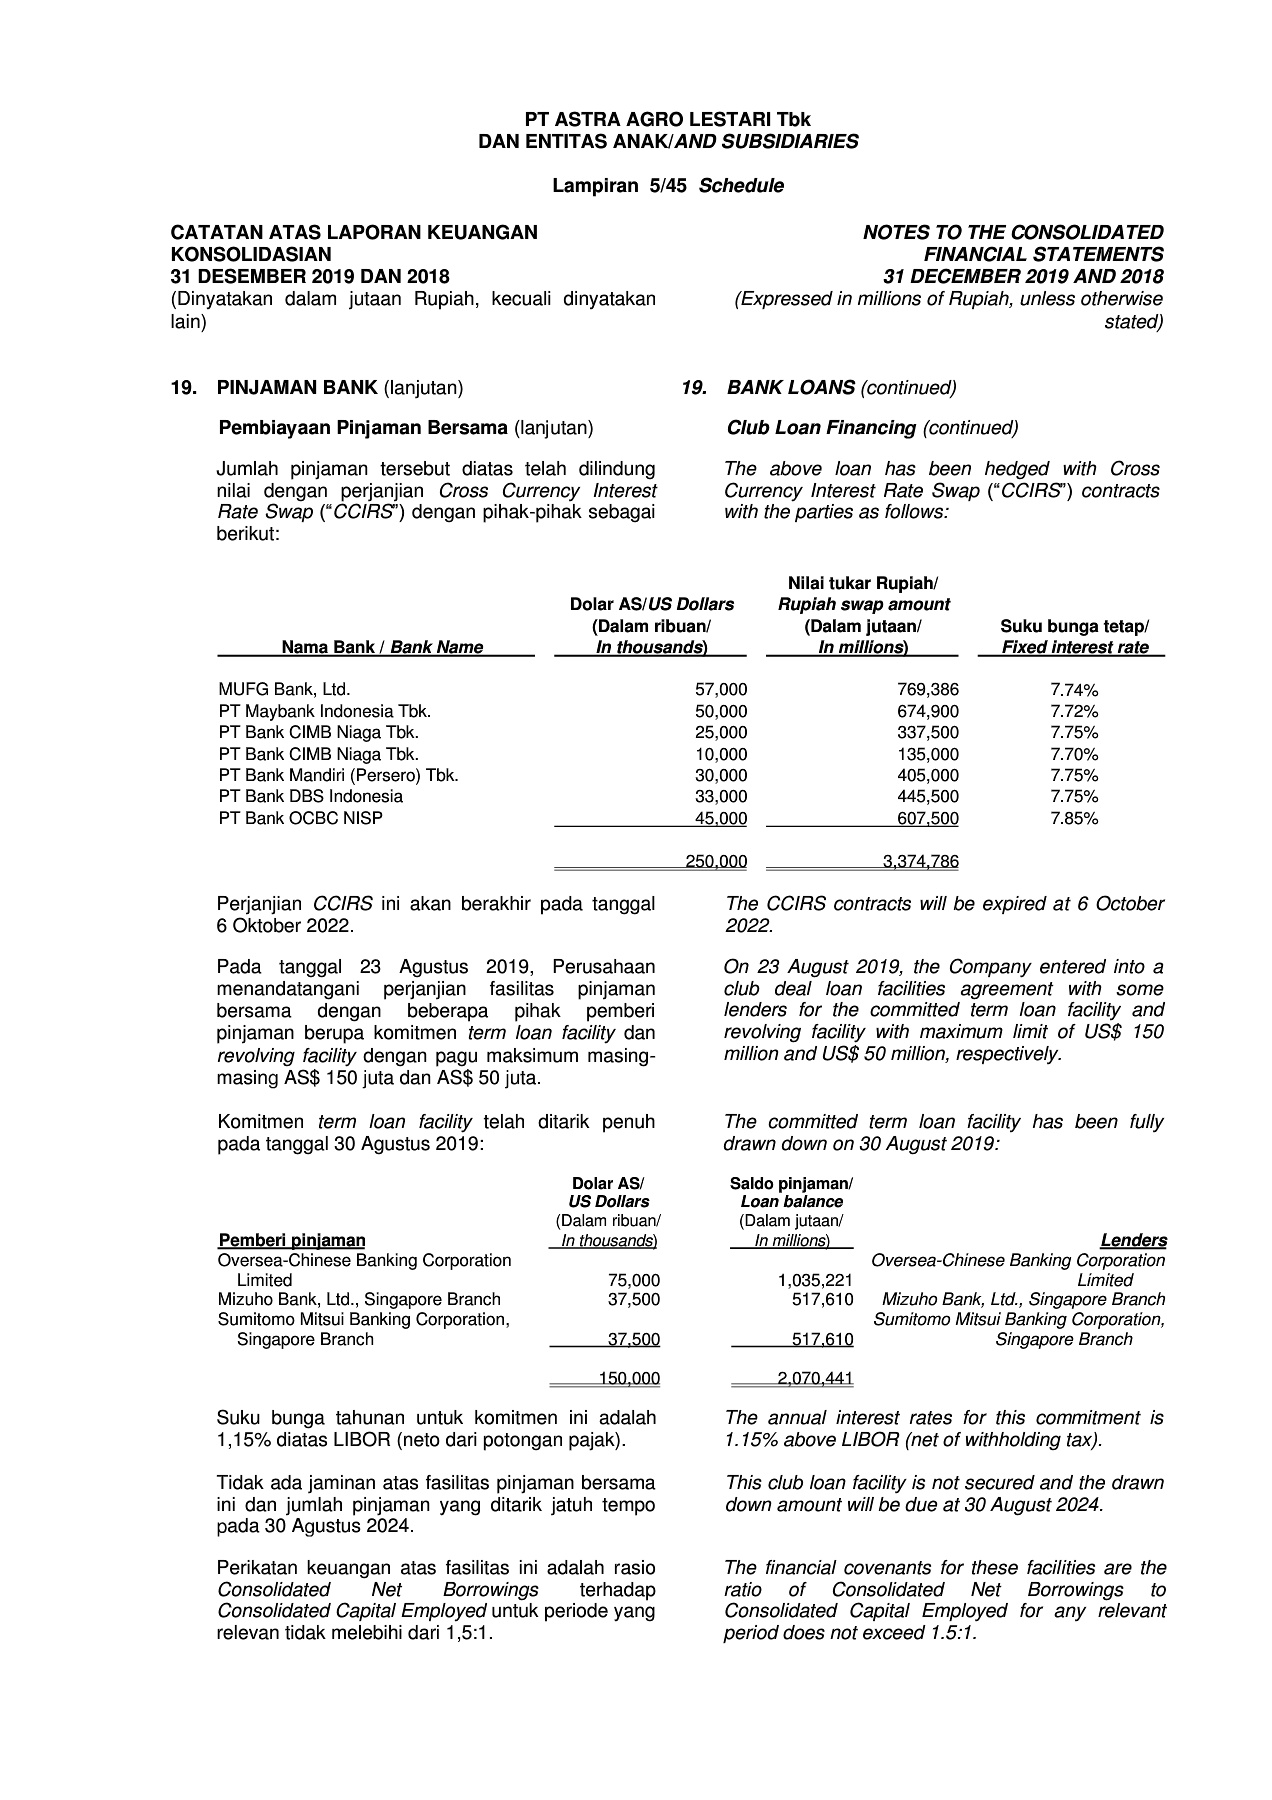 PT ASTRA AGRO LESTARI Tbk
DAN ENTITAS ANAK/AND SUBSIDIARIES
Lampiran 5/45 Schedule
CATATAN ATAS LAPORAN KEUANGAN
KONSOLIDASIAN
31 DESEMBER 2019 DAN 2018
(Dinyatakan dalam jutaan Rupiah, kecuali dinyatakan
lain)
NOTES TO THE CONSOLIDATED
FINANCIAL STATEMENTS
31 DECEMBER 2019 AND 2018
(Expressed in millions of Rupiah, unless otherwise
stated)
19. PINJAMAN BANK (lanjutan)
19. BANK LOANS (continued)
Pembiayaan Pinjaman Bersama (lanjutan)
Club Loan Financing (continued)
Jumlah pinjaman tersebut diatas telah dilindung
nilai dengan perjanjian Cross Currency Interest
Rate Swap (“CCIRS”) dengan pihak-pihak sebagai
berikut:
The above loan has been hedged with Cross
Currency Interest Rate Swap (“CCIRS”) contracts
with the parties as follows:
Nama Bank / Bank Name
Dolar AS/US Dollars
(Dalam ribuan/
In thousands)
Nilai tukar Rupiah/
Rupiah swap amount
(Dalam jutaan/
In millions)
Suku bunga tetap/
Fixed interest rate
MUFG Bank, Ltd. 57,000 769,386 7.74%
PT Maybank Indonesia Tbk. 50,000 674,900 7.72%
PT Bank CIMB Niaga Tbk. 25,000 337,500 7.75%
PT Bank CIMB Niaga Tbk. 10,000 135,000 7.70%
PT Bank Mandiri (Persero) Tbk. 30,000 405,000 7.75%
PT Bank DBS Indonesia 33,000 445,500 7.75%
PT Bank OCBC NISP 45,000 607,500 7.85%
250,000 3,374,786
Perjanjian CCIRS ini akan berakhir pada tanggal
6 Oktober 2022.
The CCIRS contracts will be expired at 6 October
2022.
Pada tanggal 23 Agustus 2019, Perusahaan
menandatangani perjanjian fasilitas pinjaman
bersama dengan beberapa pihak pemberi
pinjaman berupa komitmen term loan facility dan
revolving facility dengan pagu maksimum masing-
masing AS$ 150 juta dan AS$ 50 juta.
On 23 August 2019, the Company entered into a
club deal loan facilities agreement with some
lenders for the committed term loan facility and
revolving facility with maximum limit of US$ 150
million and US$ 50 million, respectively.
Komitmen term loan facility telah ditarik penuh
pada tanggal 30 Agustus 2019:
The committed term loan facility has been fully
drawn down on 30 August 2019:
Pemberi pinjaman
Dolar AS/
US Dollars
(Dalam ribuan/
In thousands)
Saldo pinjaman/
Loan balance
(Dalam jutaan/
In millions)
Lenders
Oversea-Chinese Banking Corporation Oversea-Chinese Banking Corporation
Limited 75,000 1,035,221 Limited
Mizuho Bank, Ltd., Singapore Branch 37,500 517,610 Mizuho Bank, Ltd., Singapore Branch
Sumitomo Mitsui Banking Corporation, Sumitomo Mitsui Banking Corporation,
Singapore Branch 37,500 517,610 Singapore Branch
150,000 2,070,441
Suku bunga tahunan untuk komitmen ini adalah
1,15% diatas LIBOR (neto dari potongan pajak).
The annual interest rates for this commitment is
1.15% above LIBOR (net of withholding tax).
Tidak ada jaminan atas fasilitas pinjaman bersama
ini dan jumlah pinjaman yang ditarik jatuh tempo
pada 30 Agustus 2024.
This club loan facility is not secured and the drawn
down amount will be due at 30 August 2024.
Perikatan keuangan atas fasilitas ini adalah rasio
Consolidated Net Borrowings terhadap
Consolidated Capital Employed untuk periode yang
relevan tidak melebihi dari 1,5:1.
The financial covenants for these facilities are the
ratio of Consolidated Net Borrowings to
Consolidated Capital Employed for any relevant
period does not exceed 1.5:1.